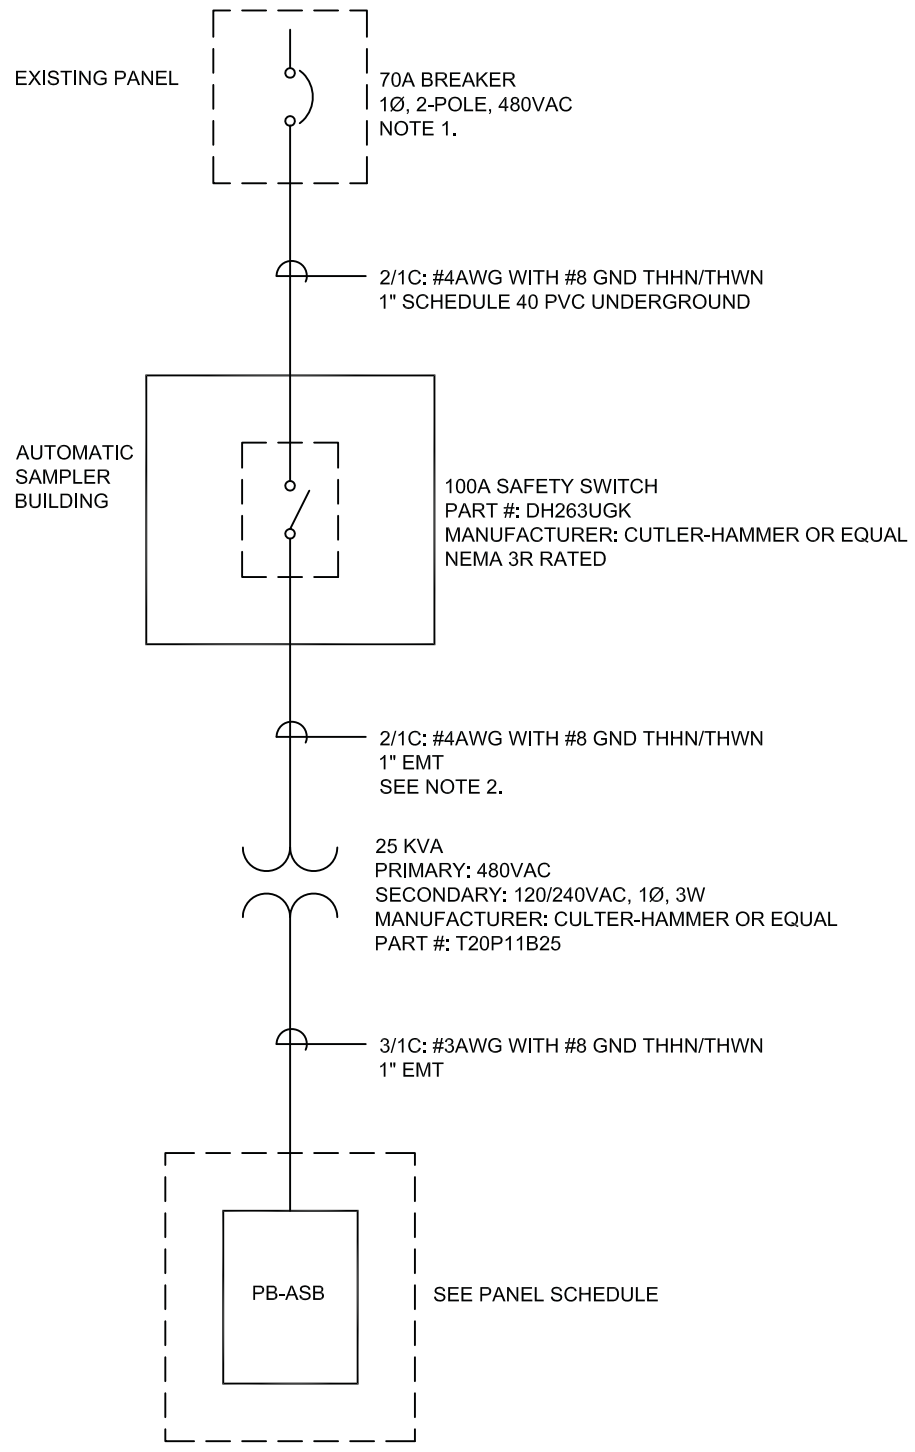 EXISTING PANEL
70A BREAKER
1Ø, 2-POLE, 480VAC
NOTE 1.
2/1C: #4AWG WITH #8 GND THHN/THWN
1" SCHEDULE 40 PVC UNDERGROUND
AUTOMATIC
SAMPLER
BUILDING
100A SAFETY SWITCH
PART #: DH263UGK
MANUFACTURER: CUTLER-HAMMER OR EQUAL
NEMA 3R RATED
2/1C: #4AWG WITH #8 GND THHN/THWN
1" EMT
SEE NOTE 2.
25 KVA
PRIMARY: 480VAC
SECONDARY: 120/240VAC, 1Ø, 3W
MANUFACTURER: CULTER-HAMMER OR EQUAL
PART #: T20P11B25
3/1C: #3AWG WITH #8 GND THHN/THWN
1" EMT
PB-ASB
SEE PANEL SCHEDULE